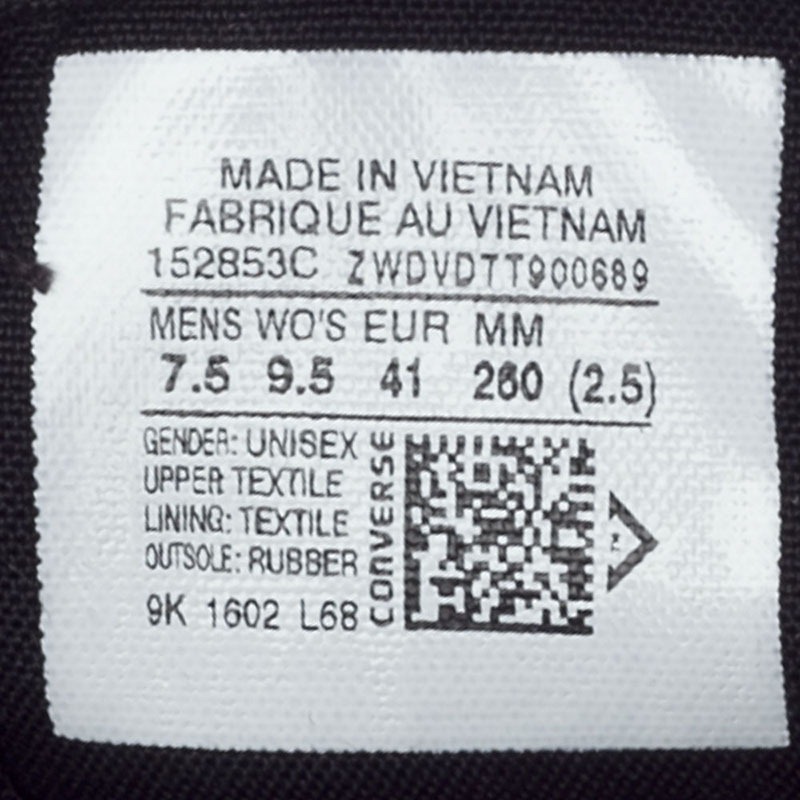 MADE IN VIETNAM
FABRIQUE AU VIETNAM
152853C ZWDVDTT900689
MENS WO'S EUR MM
7.5 9.5 41 260 (2.5)
GENDER: UNISEX
UPPER TEXTILE
LINING: TEXTILE
OUTSOLE: RUBBER
9K 1602 L68
CONVERSE
Z